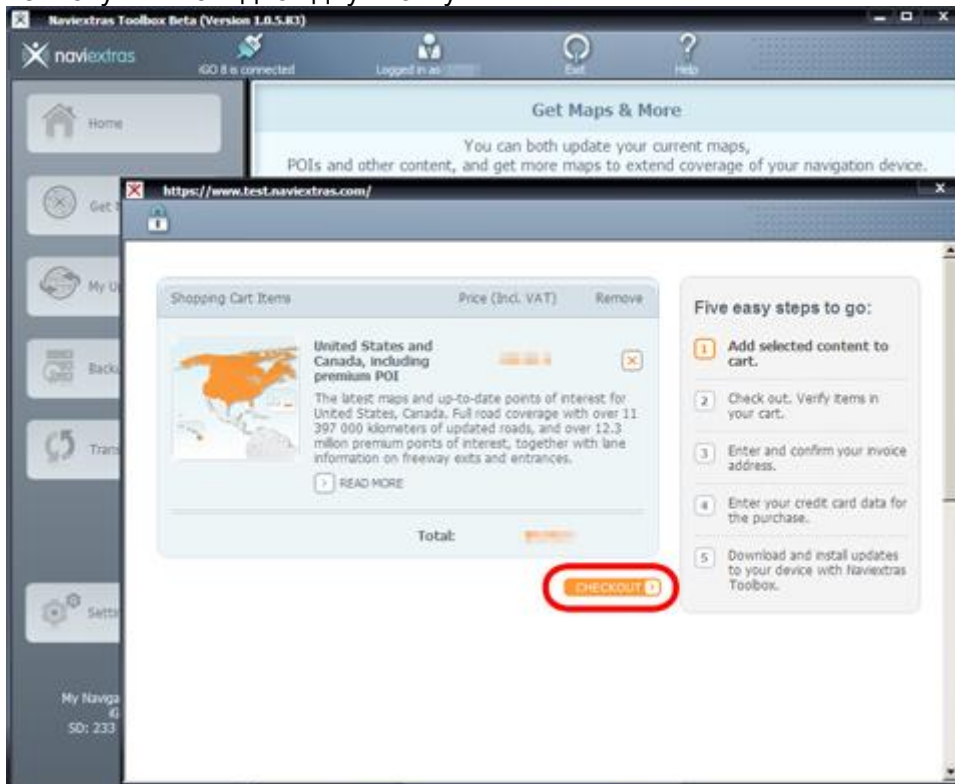 Naviextras Toolbox Beta (Version 1.0.5.83)
naviextras
iGO 8 is connected
Logged in as
Exit
Help
Home
Get Maps & More
You can both update your current maps,
POIs and other content, and get more maps to extend coverage of your navigation device.
https://www.test.naviextras.com/
Get
My
Shopping Cart Items
Price (Incl. VAT)
Remove
United States and
Canada, including
premium POI
The latest maps and up-to-date points of interest for
United States, Canada. Full road coverage with over 11
397 000 kilometers of updated roads, and over 12.3
million premium points of interest, together with lane
information on freeway exits and entrances.
READ MORE
Total:
CHECKOUT
Five easy steps to go:
1 Add selected content to
cart.
2 Check out. Verify items in
your cart.
3 Enter and confirm your invoice
address.
4 Enter your credit card data for
the purchase.
5 Download and install updates
to your device with Naviextras
Toolbox.
My Naviga
SD: 233